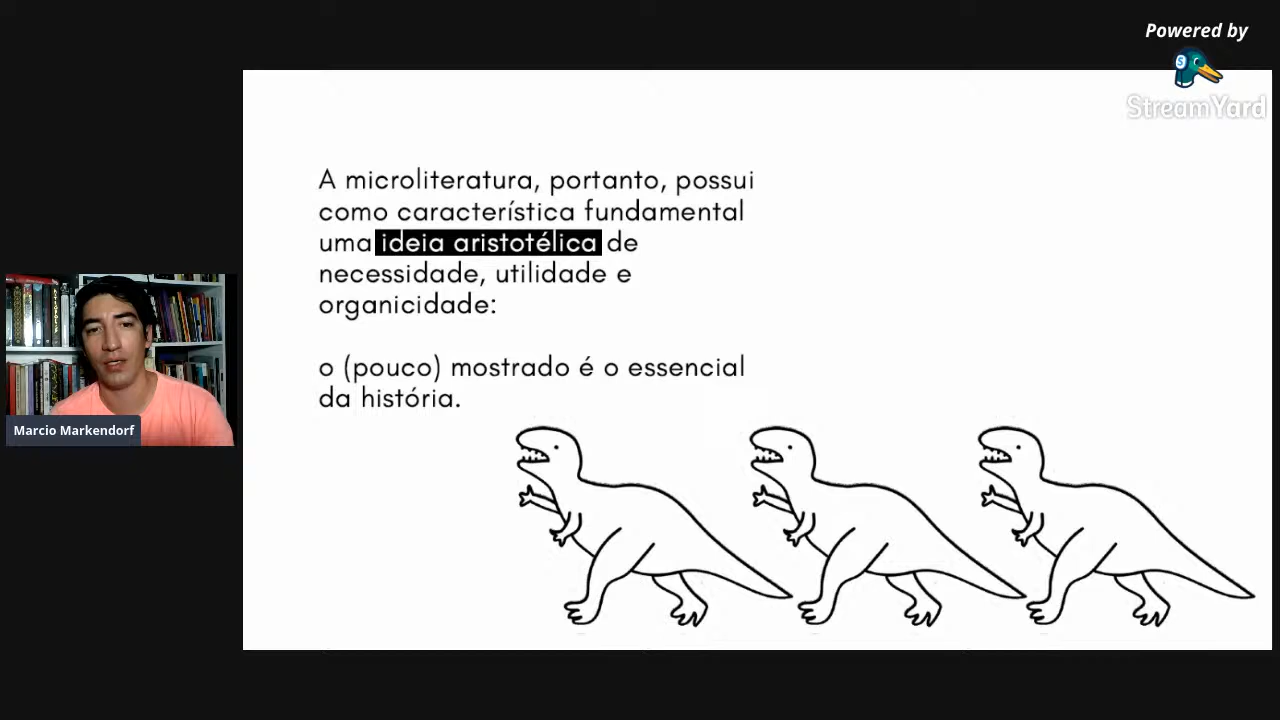 Powered by
StreamYard
A microliteratura, portanto, possui
como característica fundamental
uma ideia aristotélica de
necessidade, utilidade e
organicidade:
o (pouco) mostrado é o essencial
da história.
Marcio Markendorf